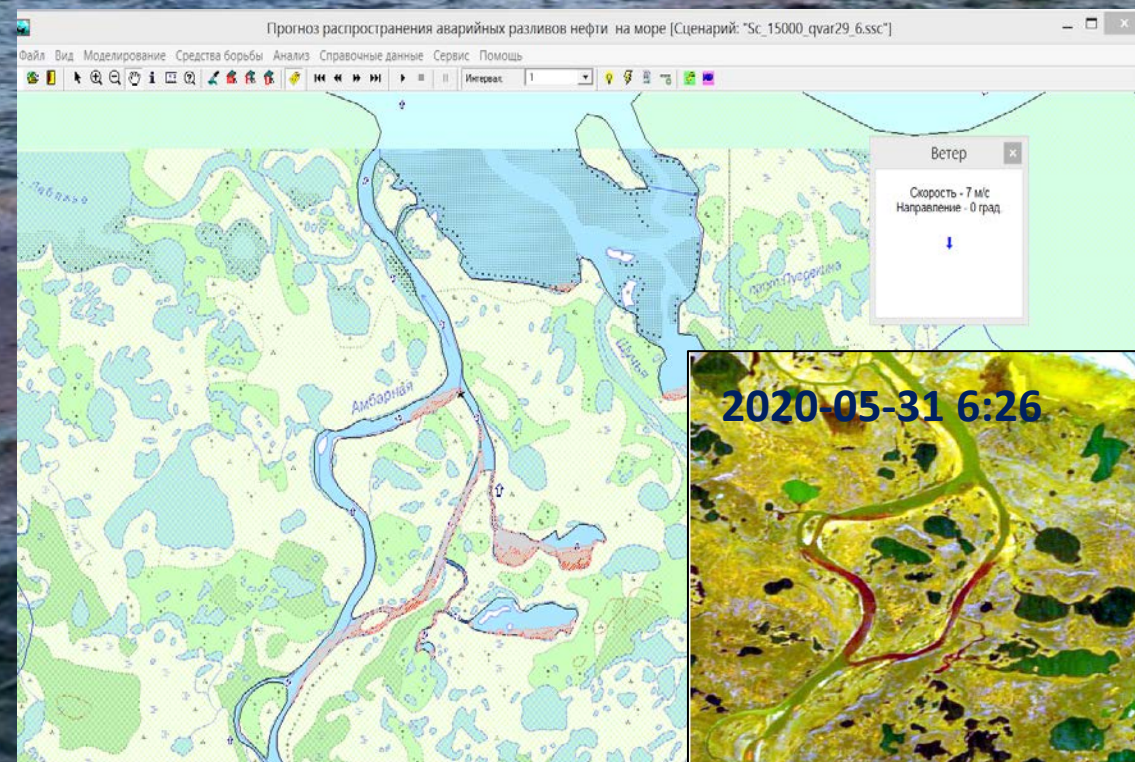 Прогноз распространения аварийных разливов нефти на море [Сценарий: "Sc_15000_qvar29_6.ssc"]
Файл Вид Моделирование Средства борьбы Анализ Справочные данные Сервис Помощь
Интервал: 1
Ветер
Скорость - 7 м/с
Направление - 0 град.
Щучья
Амбарная
2020-05-31 6:26